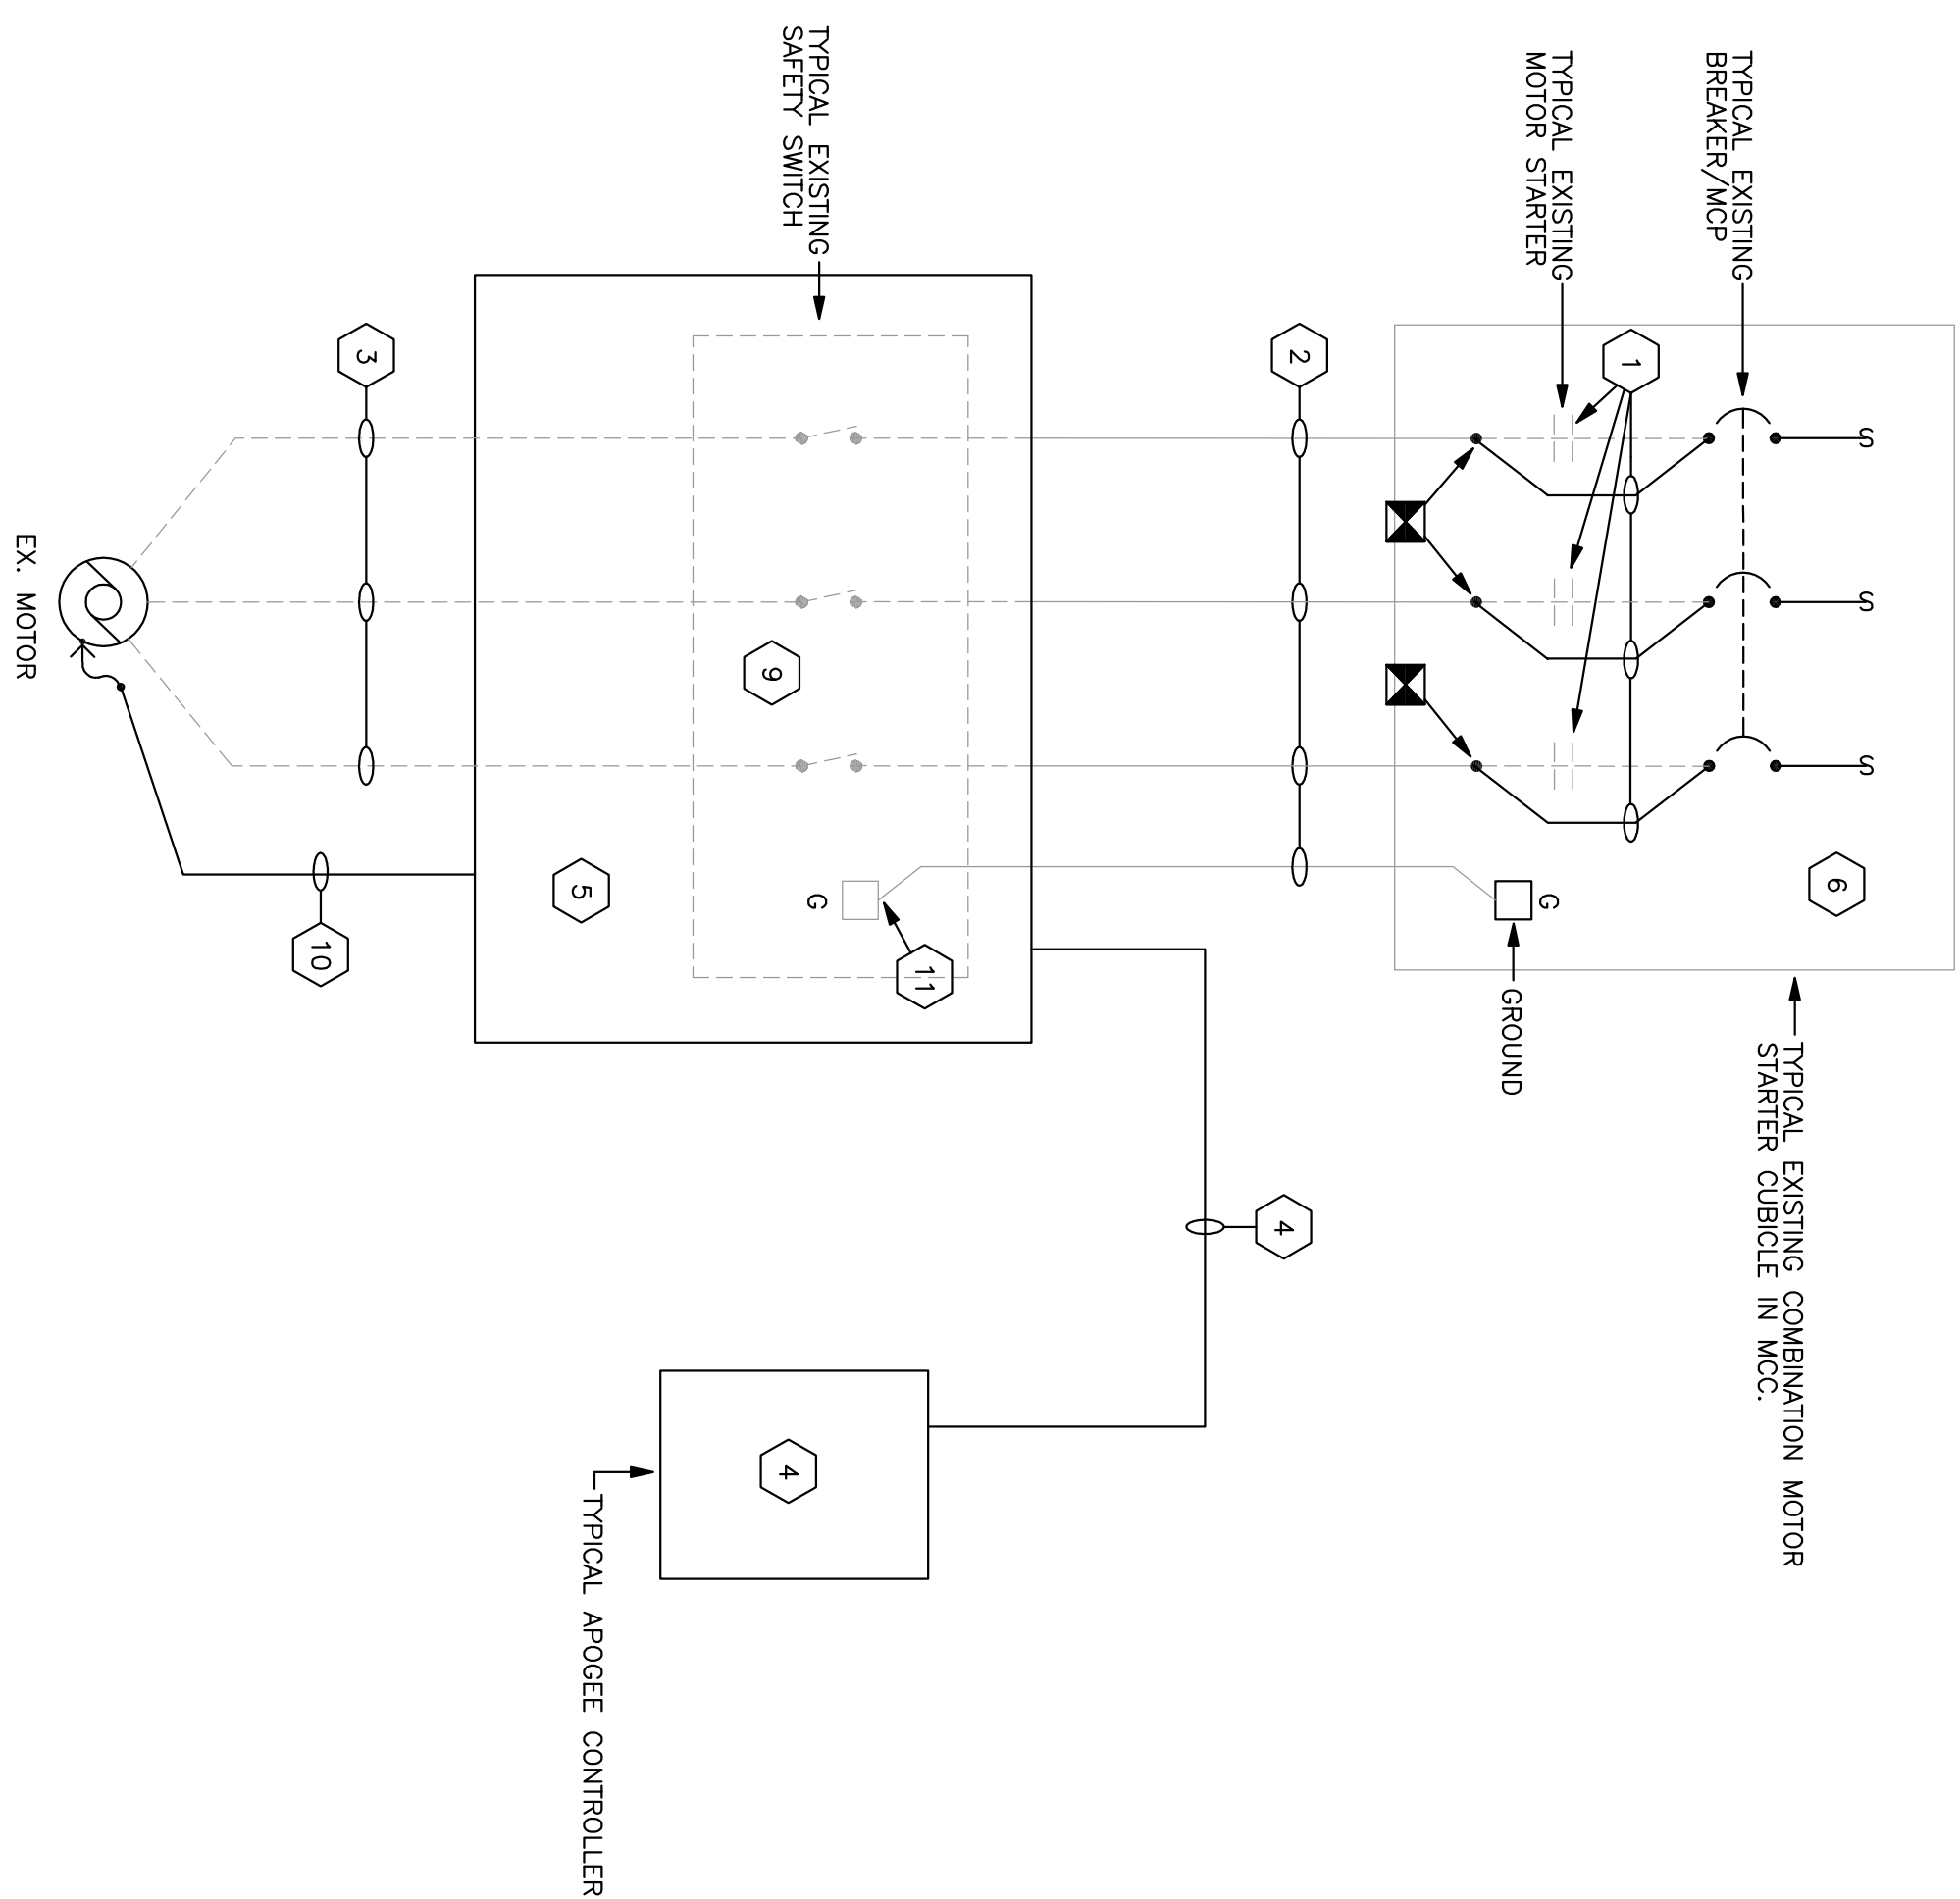 TYPICAL EXISTING
BREAKER/MCP
TYPICAL EXISTING
MOTOR STARTER
TYPICAL EXISTING
SAFETY SWITCH
EX. MOTOR
S
S
S
1
6
G
GROUND
TYPICAL EXISTING COMBINATION MOTOR
STARTER CUBICLE IN MCC.
2
4
9
5
G
11
3
10
4
TYPICAL APOGEE CONTROLLER